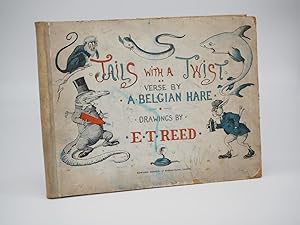 TAILS WITH A TWIST
VERSE BY
A·BELGIAN HARE
DRAWINGS BY
E·T·REED